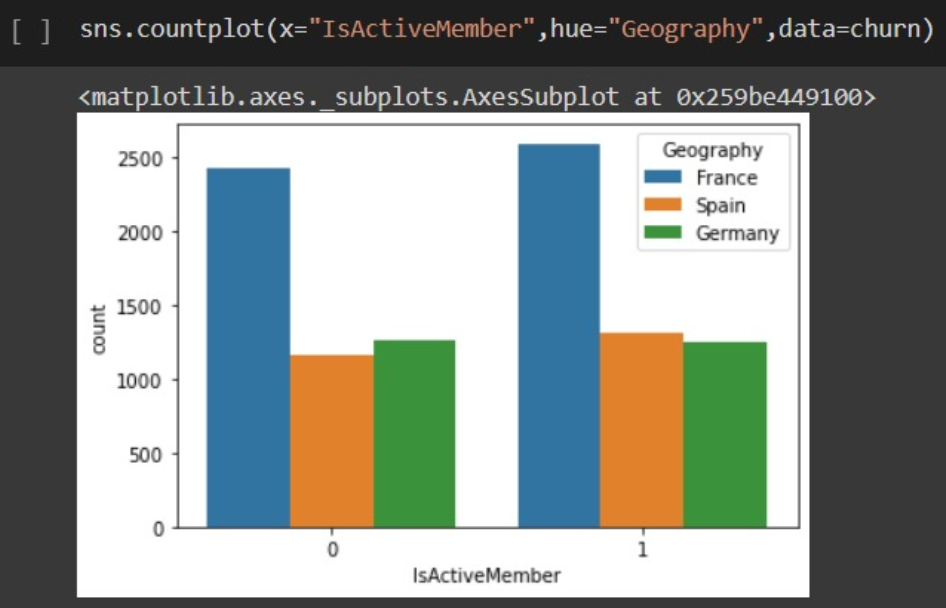 [ ] sns.countplot(x="IsActiveMember",hue="Geography",data=churn)
<matplotlib.axes._subplots.AxesSubplot at 0x259be449100>
Geography
France
Spain
Germany
2500
2000
1500
1000
500
0
count
0 1
IsActiveMember